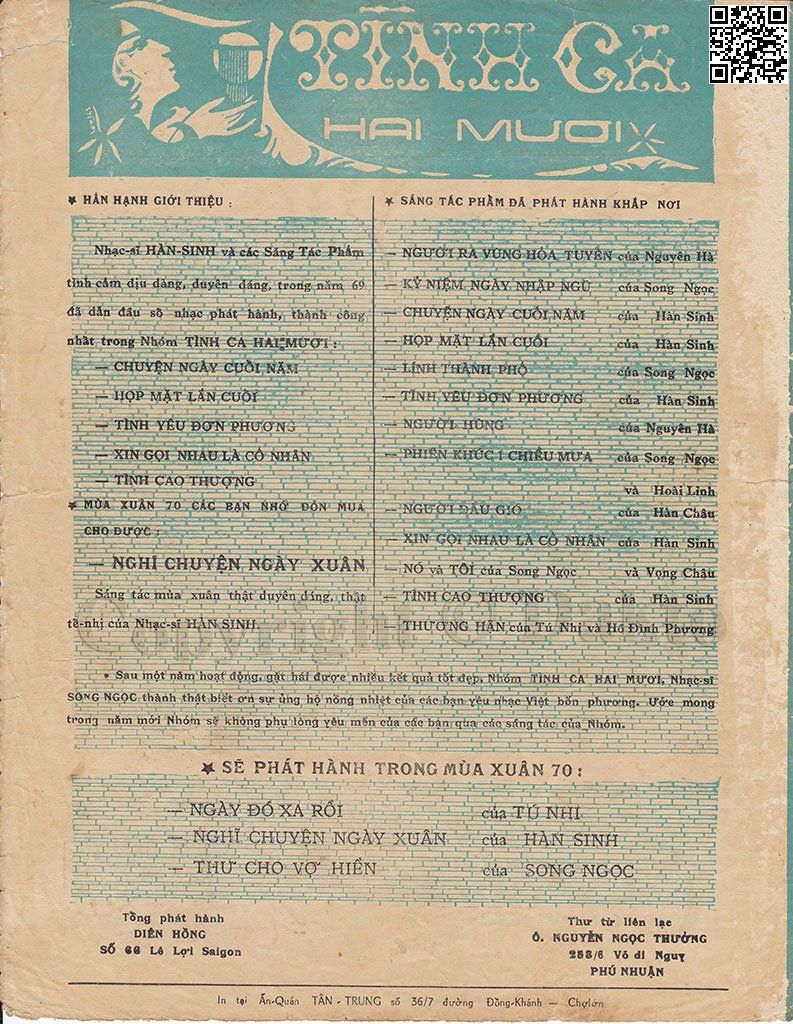 TÌNH CA
HAI MƯƠI
★ HÂN HẠNH GIỚI THIỆU :
Nhạc-sĩ HÀN-SINH và các Sáng Tác Phẩm
tình cảm dịu dàng, duyên dáng, trong năm 69
đã dẫn đầu số nhạc phát hành, thành công
nhất trong Nhóm TÌNH CA HAI MƯƠI :
— CHUYỆN NGÀY CUỐI NĂM
— HỌP MẶT LẦN CUỐI
— TÌNH YÊU ĐƠN PHƯƠNG
— XIN GỌI NHAU LÀ CỐ NHÂN
— TÌNH CAO THƯỢNG
★ MÙA XUÂN 70 CÁC BẠN NHỚ ĐÓN MUA
CHO ĐƯỢC :
— NGHĨ CHUYỆN NGÀY XUÂN
Sáng tác mùa xuân thật duyên dáng, thật
tế-nhị của Nhạc-sĩ HÀN SINH.
★ SÁNG TÁC PHẨM ĐÃ PHÁT HÀNH KHẮP NƠI
— NGƯỜI RA VÙNG HỎA TUYẾN của Nguyên Hà
— KỶ NIỆM NGÀY NHẬP NGŨ của Song Ngọc
— CHUYỆN NGÀY CUỐI NĂM của Hàn Sinh
— HỌP MẶT LẦN CUỐI của Hàn Sinh
— LÍNH THÀNH PHỐ của Song Ngọc
— TÌNH YÊU ĐƠN PHƯƠNG của Hàn Sinh
— NGƯỜI HÙNG của Nguyên Hà
— PHIÊN KHÚC 1 CHIỀU MƯA của Song Ngọc
và Hoài Linh
— NGƯỜI ĐẦU GIÓ của Hàn Châu
— XIN GỌI NHAU LÀ CỐ NHÂN của Hàn Sinh
— NÓ và TÔI của Song Ngọc và Vọng Châu
— TÌNH CAO THƯỢNG của Hàn Sinh
— THƯƠNG HẬN của Tú Nhi và Hồ Đình Phương
• Sau một năm hoạt động, gặt hái được nhiều kết quả tốt đẹp, Nhóm TÌNH CA HAI MƯƠI, Nhạc-sĩ
SONG NGỌC thành thật biết ơn sự ủng hộ nồng nhiệt của các bạn yêu nhạc Việt bốn phương. Ước mong
trong năm mới Nhóm sẽ không phụ lòng yêu mến của các bạn qua các sáng tác của Nhóm.
★ SẼ PHÁT HÀNH TRONG MÙA XUÂN 70 :
— NGÀY ĐÓ XA RỒI của TÚ NHI
— NGHĨ CHUYỆN NGÀY XUÂN của HÀN SINH
— THƯ CHO VỢ HIỀN của SONG NGỌC
Tổng phát hành
DIÊN HỒNG
SỐ 66 Lê Lợi Saigon
Thư từ liên lạc
Ô. NGUYỄN NGỌC THƯỞNG
258/6 Võ di Nguy
PHÚ NHUẬN
In tại Ấn-Quán TÂN - TRUNG số 36/7 đường Đồng-Khánh — Chợlớn